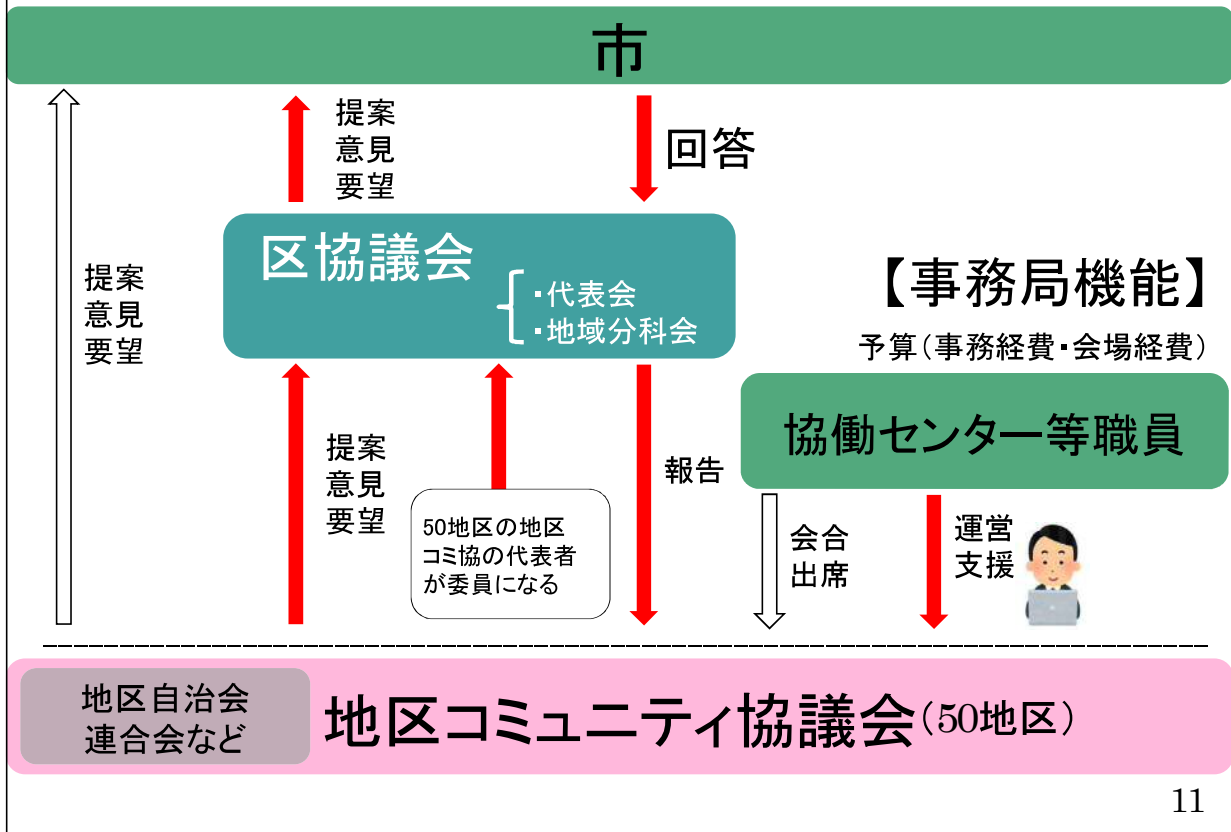 市
提案
意見
要望
回答
提案
意見
要望
区協議会
・代表会
・地域分科会
【事務局機能】
予算（事務経費・会場経費）
協働センター等職員
提案
意見
要望
50地区の地区
コミ協の代表者
が委員になる
報告
会合
出席
運営
支援
地区自治会
連合会など
地区コミュニティ協議会（50地区）
11